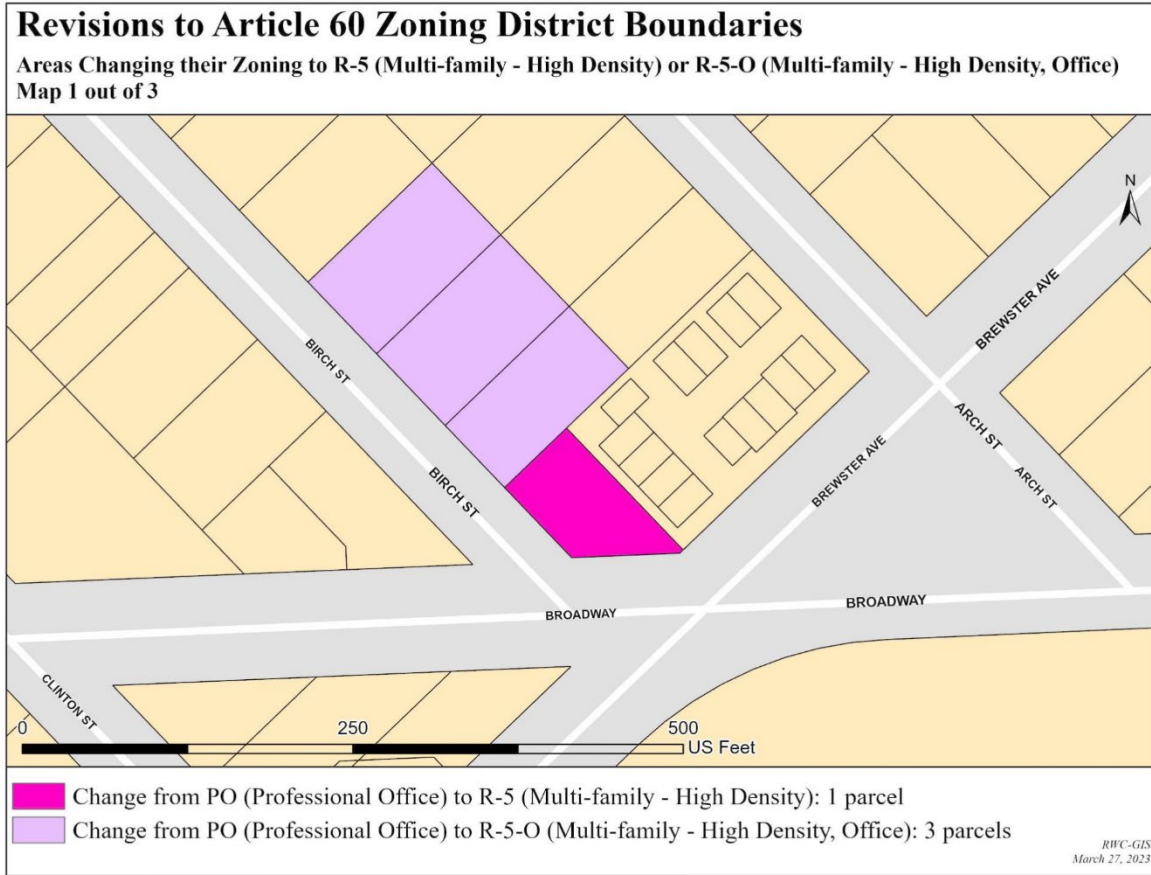 Revisions to Article 60 Zoning District Boundaries
Areas Changing their Zoning to R-5 (Multi-family - High Density) or R-5-O (Multi-family - High Density, Office)
Map 1 out of 3
N
BREWSTER AVE
BIRCH ST
ARCH ST
BREWSTER AVE
BIRCH ST
ARCH ST
BROADWAY
BROADWAY
CLINTON ST
0 250 500
US Feet
Change from PO (Professional Office) to R-5 (Multi-family - High Density): 1 parcel
Change from PO (Professional Office) to R-5-O (Multi-family - High Density, Office): 3 parcels
RWC-GIS
March 27, 2023